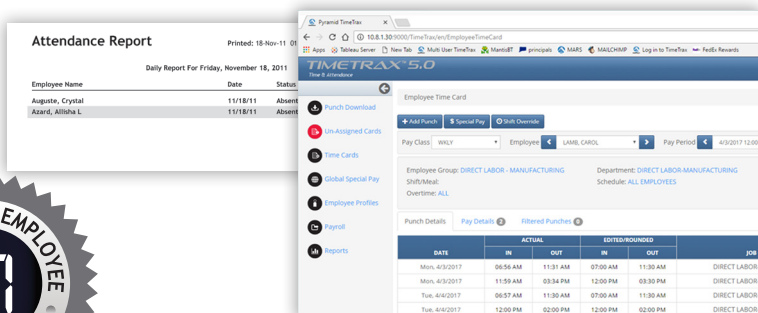 Attendance Report
Printed: 18-Nov-11 01
Daily Report For Friday, November 18, 2011
Employee Name Date Status
Auguste, Crystal 11/18/11 Absent
Azard, Allisha L 11/18/11 Absent
EMPLOYEE
Pyramid TimeTrax
10.8.1.30:9000/TimeTrax/en/EmployeeTimeCard
Apps Tableau Server New Tab Multi User TimeTrax MantisBT principals MARS MAILCHIMP Log in to TimeTrax FedEx Rewards
TIMETRAX 5.0
Time & Attendance
Punch Download
Un-Assigned Cards
Time Cards
Global Special Pay
Employee Profiles
Payroll
Reports
Employee Time Card
+ Add Punch $ Special Pay Shift Override
Pay Class WKLY Employee LAMB, CAROL Pay Period 4/3/2017 12:00
Employee Group: DIRECT LABOR - MANUFACTURING Department: DIRECT LABOR-MANUFACTURING
Shift/Meal: Schedule: ALL EMPLOYEES
Overtime: ALL
Punch Details Pay Details 2 Filtered Punches 0
ACTUAL EDITED/ROUNDED
DATE IN OUT IN OUT JOB
Mon, 4/3/2017 06:56 AM 11:31 AM 07:00 AM 11:30 AM DIRECT LABOR-
Mon, 4/3/2017 11:59 AM 03:34 PM 12:00 PM 03:30 PM DIRECT LABOR-
Tue, 4/4/2017 06:57 AM 11:30 AM 07:00 AM 11:30 AM DIRECT LABOR-
Tue, 4/4/2017 12:00 PM 02:00 PM 12:00 PM 02:00 PM DIRECT LABOR-